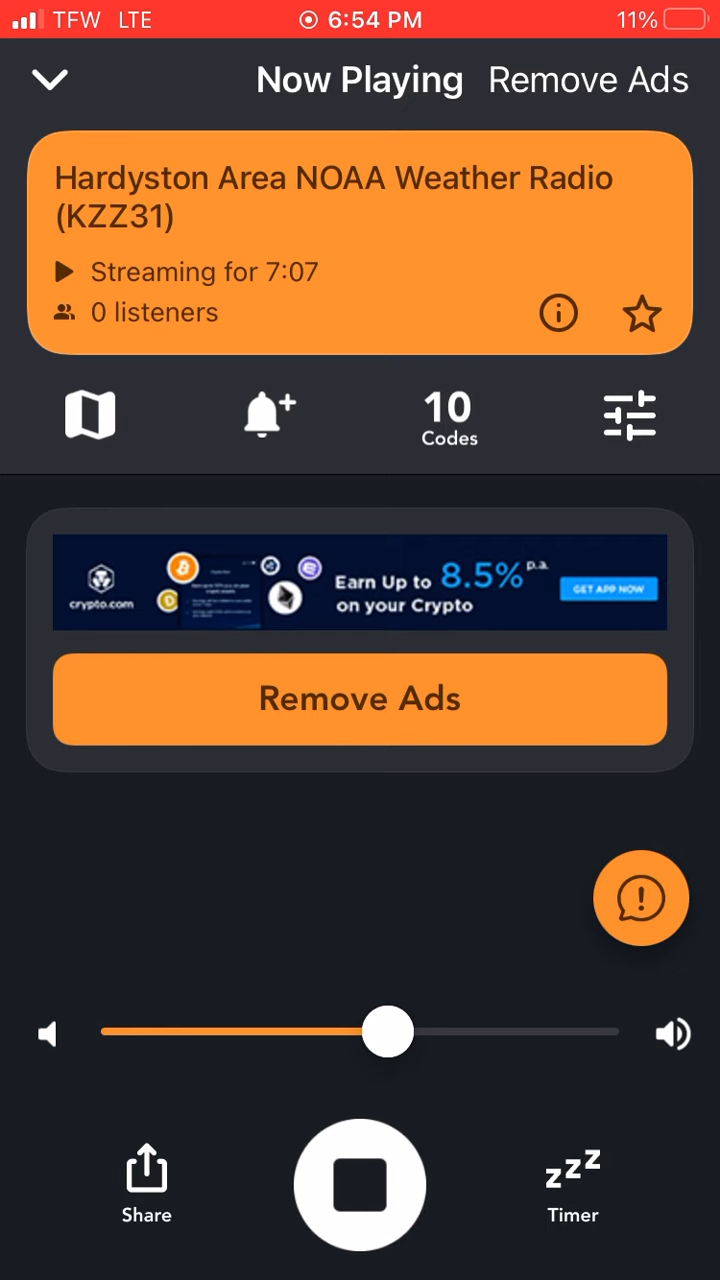 TFW LTE 6:54 PM 11%
Now Playing Remove Ads
Hardyston Area NOAA Weather Radio
(KZZ31)
Streaming for 7:07
0 listeners
10
Codes
crypto.com
Earn Up to 8.5% p.a.
on your Crypto
GET APP NOW
Remove Ads
Share
zzz
Timer